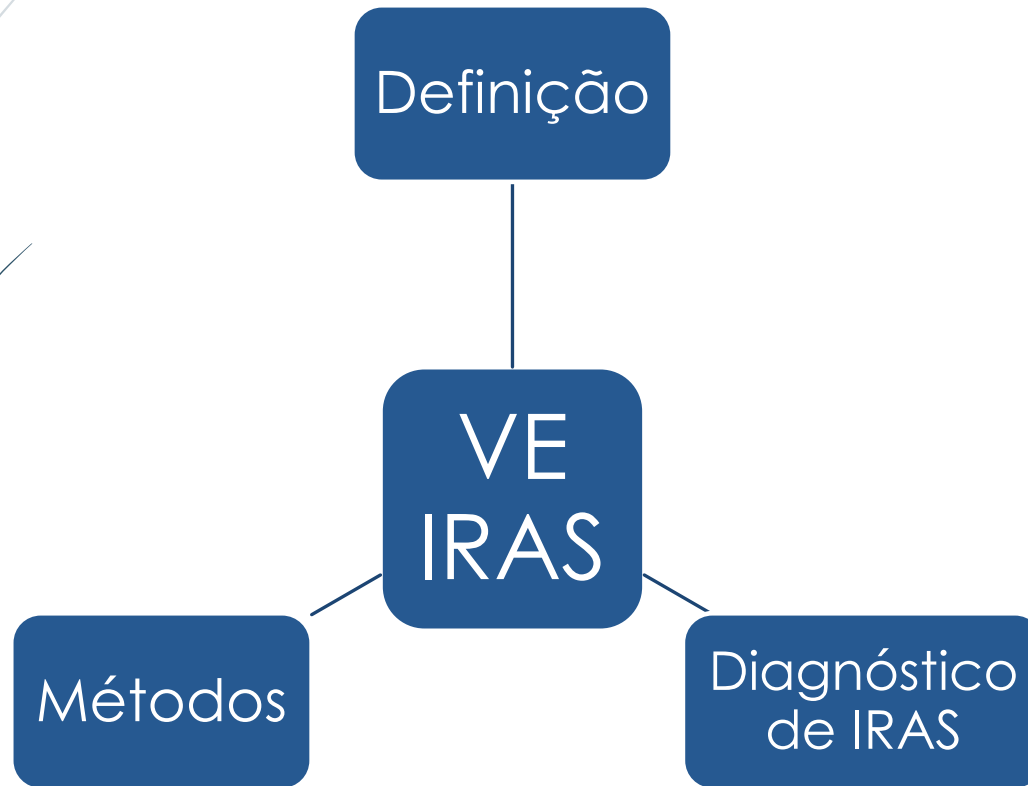 Definição
VE
IRAS
Métodos
Diagnóstico
de IRAS